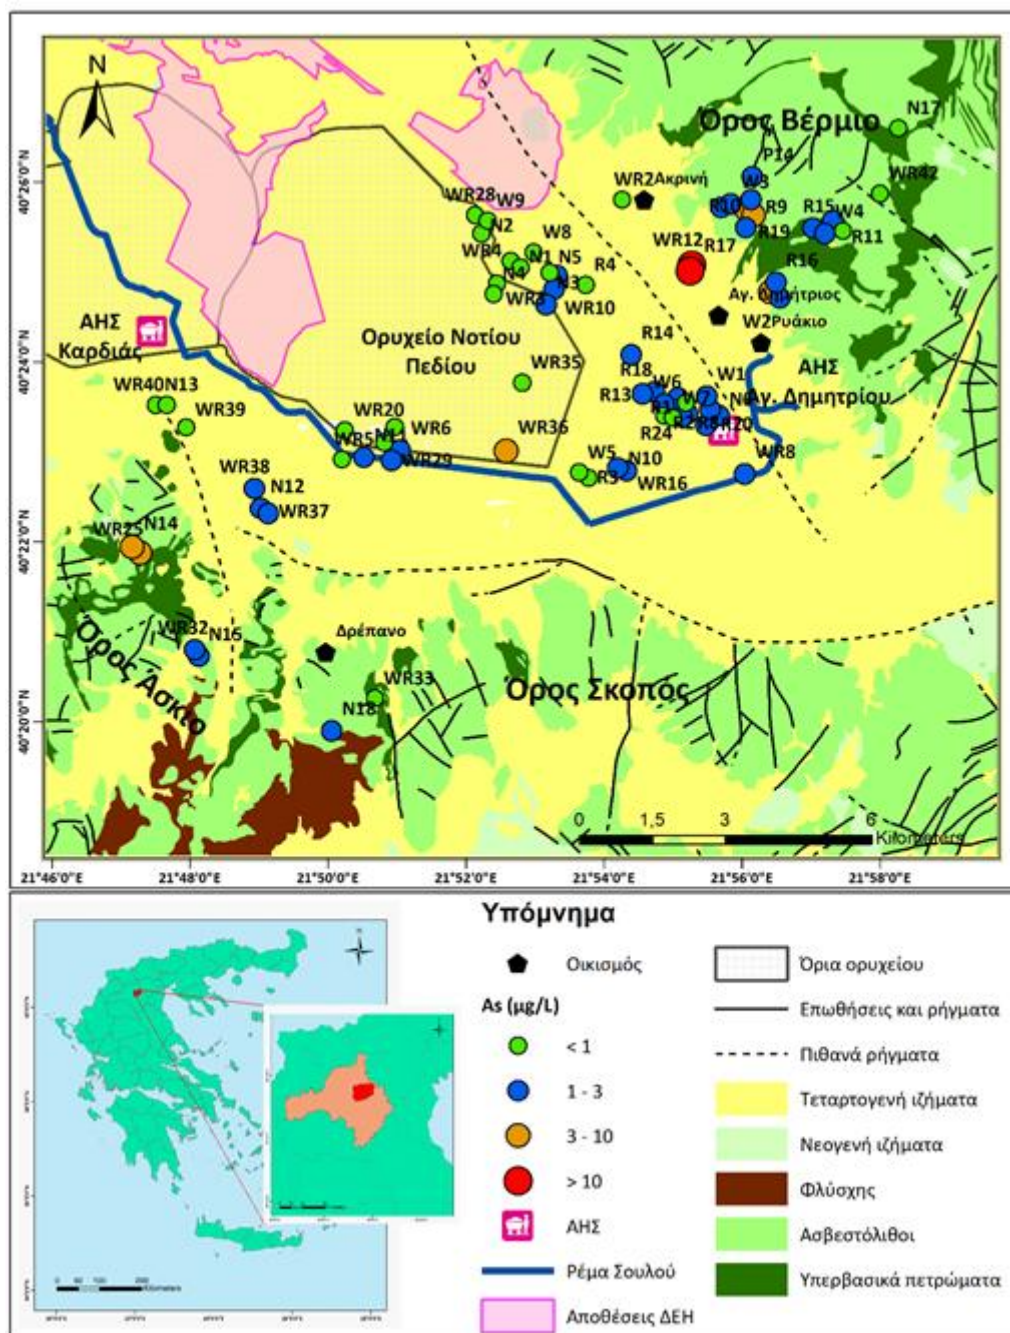 N
Όρος Βέρμιο
N17
P14
WR42
WR2 Ακρινή
W3
WR28
W9
R10
R9
R15
W4
N2
R19
R11
W8
WR12
R17
WR4
N1
N5
R4
R16
N4
N3
WR3
WR10
Αγ. Δημήτριος
ΑΗΣ
Καρδιάς
Ορυχείο Νοτίου
Πεδίου
R14
W2 Ρυάκιο
WR35
R18
ΑΗΣ
Αγ. Δημητρίου
WR40 N13
R13
W6
W1
W7
WR39
WR20
WR6
WR36
R24
R20
WR5
WR29
WR8
WR38
W5
N10
N12
R3
WR16
WR37
WR25
N14
WR32
N15
Όρος Άσκιο
Δρέπανο
WR33
Όρος Σκοπός
N18
40°26'0"N
40°24'0"N
40°22'0"N
40°20'0"N
0 1,5 3 6
Kilometers
21°46'0"E 21°48'0"E 21°50'0"E 21°52'0"E 21°54'0"E 21°56'0"E 21°58'0"E
Υπόμνημα
Οικισμός
As (μg/L)
< 1
1 - 3
3 - 10
> 10
ΑΗΣ
Ρέμα Σουλού
Αποθέσεις ΔΕΗ
Όρια ορυχείου
Επωθήσεις και ρήγματα
Πιθανά ρήγματα
Τεταρτογενή ιζήματα
Νεογενή ιζήματα
Φλύσχης
Ασβεστόλιθοι
Υπερβασικά πετρώματα